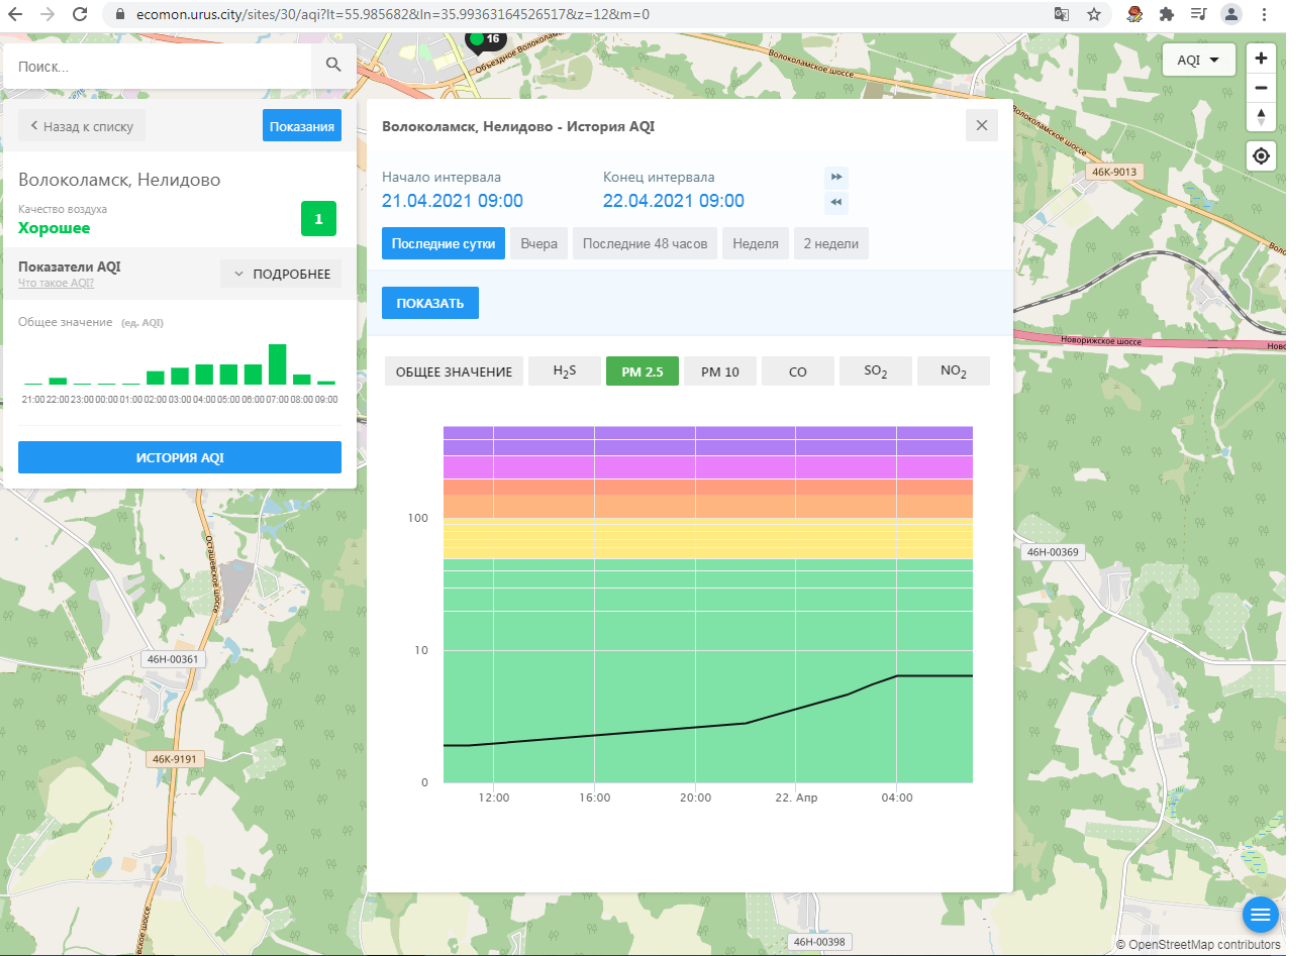 ecomon.urus.city/sites/30/aqi?lt=55.985682&ln=35.99363164526517&z=12&m=0
16
Объездное Волоколамск
Волоколамское шоссе
Поиск...
AQI
Назад к списку
Показания
Волоколамск, Нелидово
Качество воздуха
Хорошее
1
Показатели AQI
Что такое AQI?
ПОДРОБНЕЕ
Общее значение (ед. AQI)
21:00 22:00 23:00 00:00 01:00 02:00 03:00 04:00 05:00 06:00 07:00 08:00 09:00
ИСТОРИЯ AQI
Волоколамск, Нелидово - История AQI
Начало интервала
21.04.2021 09:00
Конец интервала
22.04.2021 09:00
Последние сутки
Вчера
Последние 48 часов
Неделя
2 недели
ПОКАЗАТЬ
ОБЩЕЕ ЗНАЧЕНИЕ
H2S
PM 2.5
PM 10
CO
SO2
NO2
100
10
0
12:00
16:00
20:00
22. Апр
04:00
Волоколамское шоссе
46К-9013
Новорижское шоссе
46Н-00369
Осташевское шоссе
46Н-00361
46К-9191
46Н-00398
© OpenStreetMap contributors